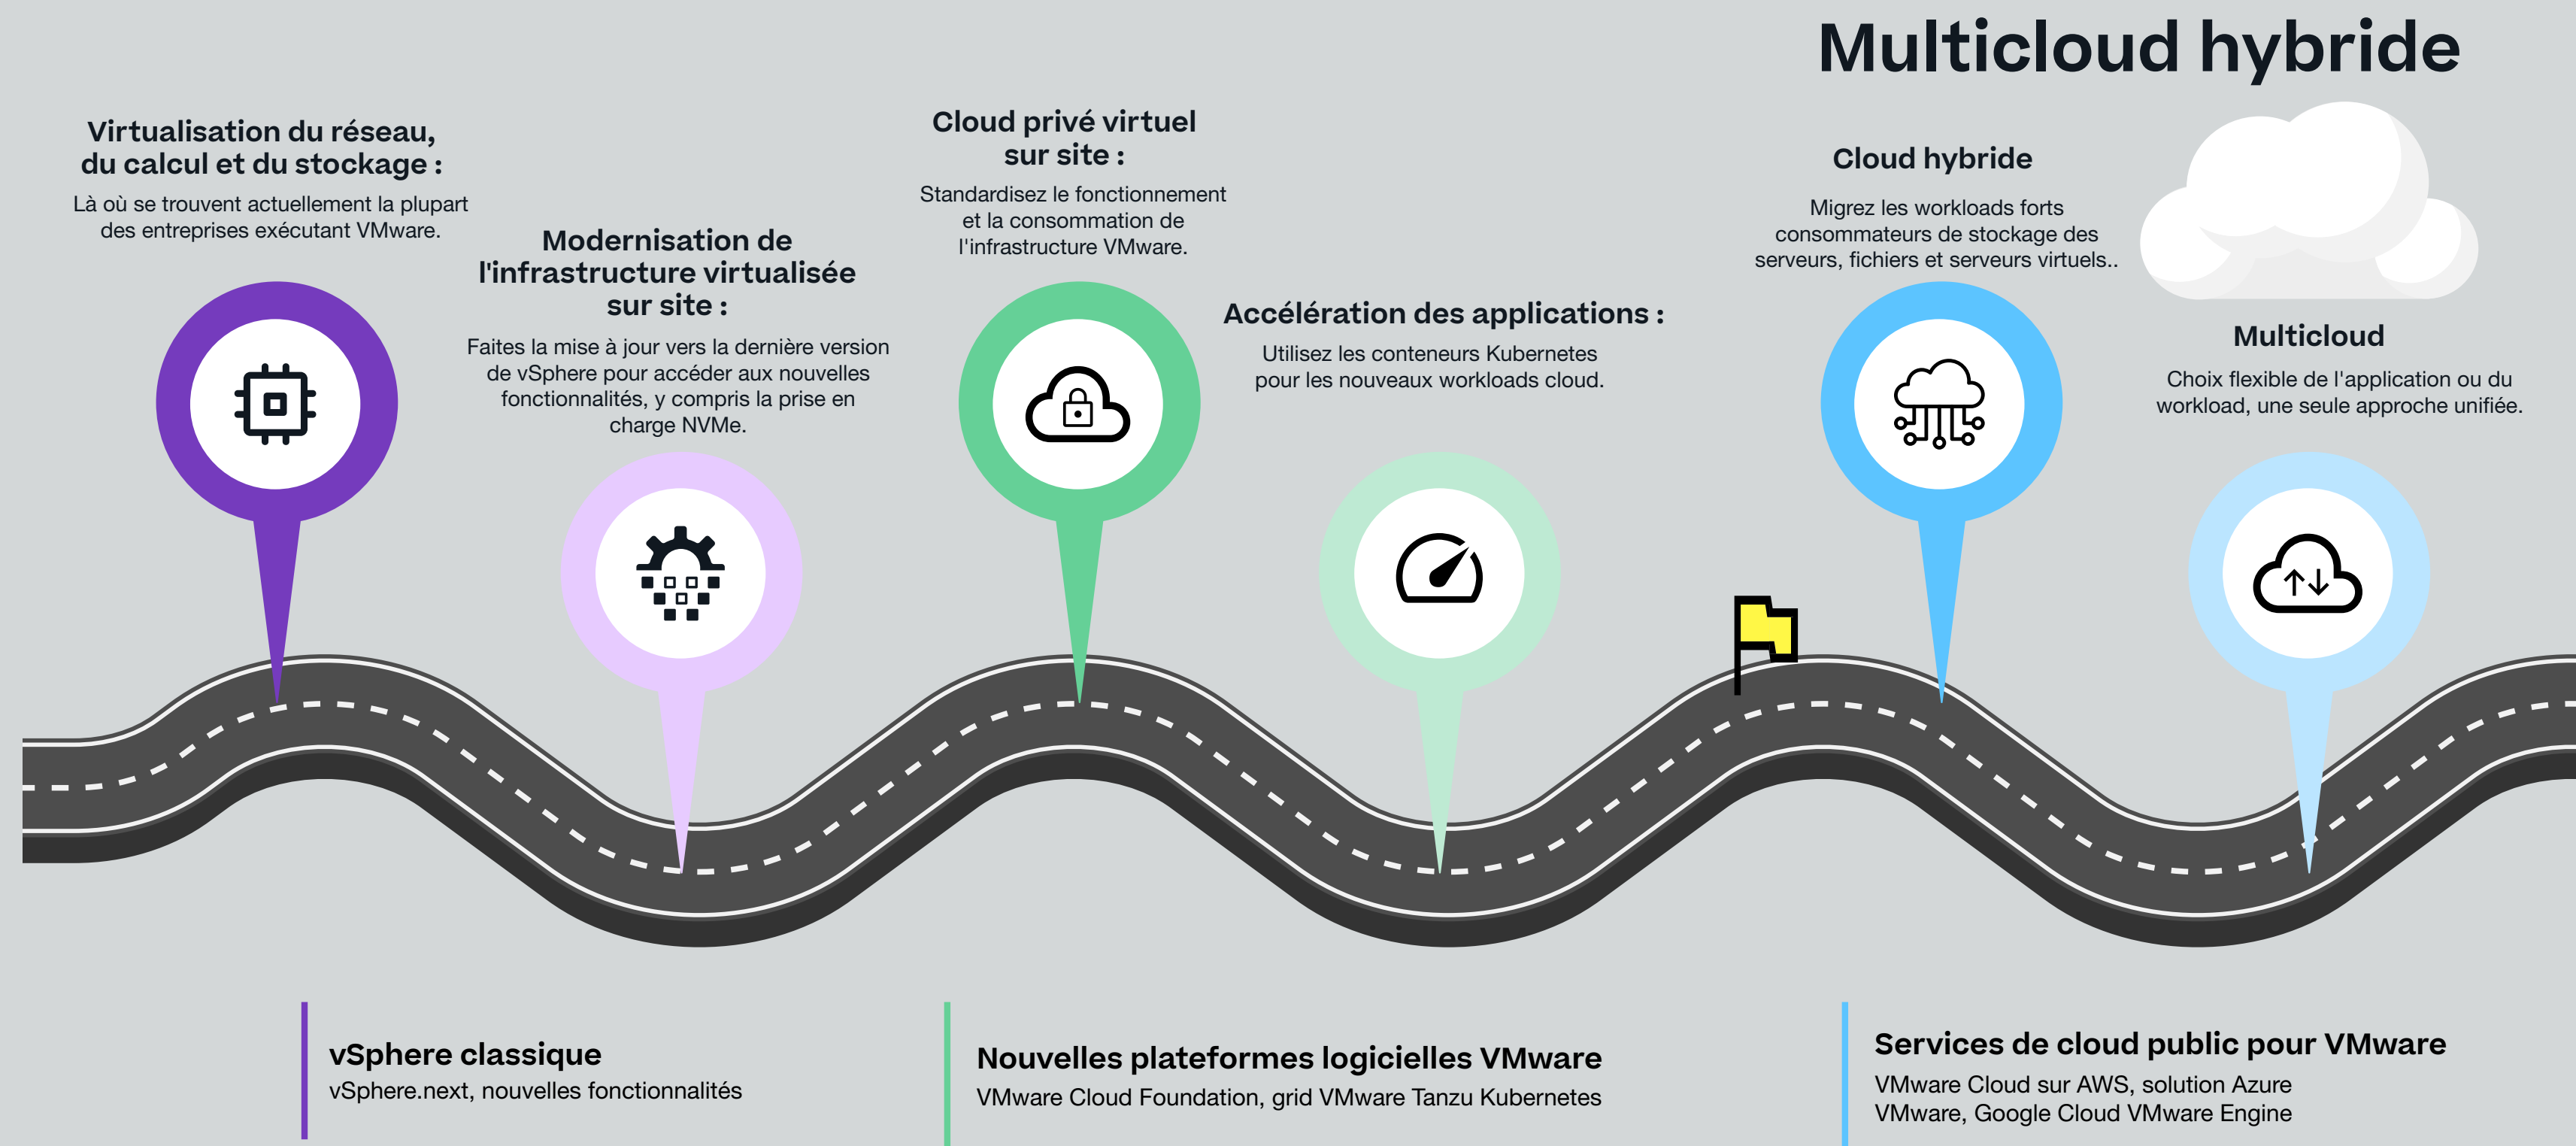 Multicloud hybride
Virtualisation du réseau,
du calcul et du stockage :
Là où se trouvent actuellement la plupart
des entreprises exécutant VMware.
Modernisation de
l'infrastructure virtualisée
sur site :
Faites la mise à jour vers la dernière version
de vSphere pour accéder aux nouvelles
fonctionnalités, y compris la prise en
charge NVMe.
Cloud privé virtuel
sur site :
Standardisez le fonctionnement
et la consommation de
l'infrastructure VMware.
Accélération des applications :
Utilisez les conteneurs Kubernetes
pour les nouveaux workloads cloud.
Cloud hybride
Migrez les workloads forts
consommateurs de stockage des
serveurs, fichiers et serveurs virtuels..
Multicloud
Choix flexible de l'application ou du
workload, une seule approche unifiée.
vSphere classique
vSphere.next, nouvelles fonctionnalités
Nouvelles plateformes logicielles VMware
VMware Cloud Foundation, grid VMware Tanzu Kubernetes
Services de cloud public pour VMware
VMware Cloud sur AWS, solution Azure
VMware, Google Cloud VMware Engine